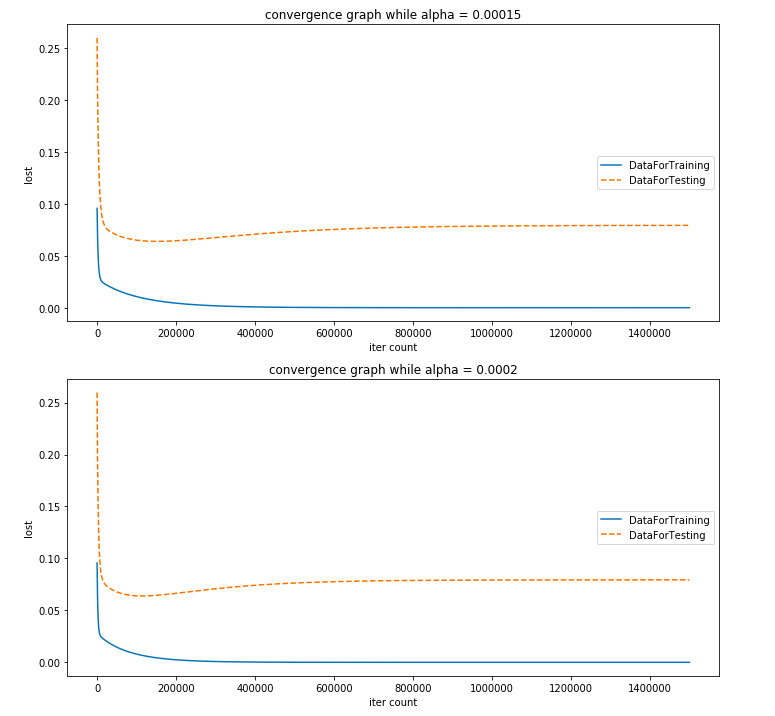 convergence graph while alpha = 0.00015
0.25
0.20
0.15
0.10
0.05
0.00
lost
DataForTraining
DataForTesting
0 200000 400000 600000 800000 1000000 1200000 1400000
iter count
convergence graph while alpha = 0.0002
0.25
0.20
0.15
0.10
0.05
0.00
lost
DataForTraining
DataForTesting
0 200000 400000 600000 800000 1000000 1200000 1400000
iter count